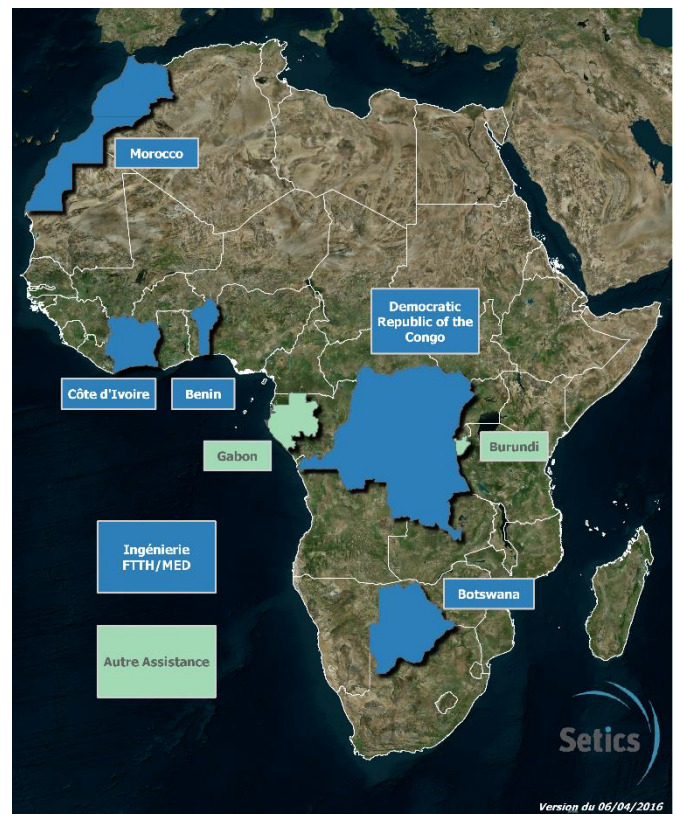 Morocco
Democratic
Republic of the
Congo
Côte d'Ivoire
Benin
Gabon
Burundi
Ingénierie
FTTH/MED
Botswana
Autre Assistance
Setics
Version du 06/04/2016